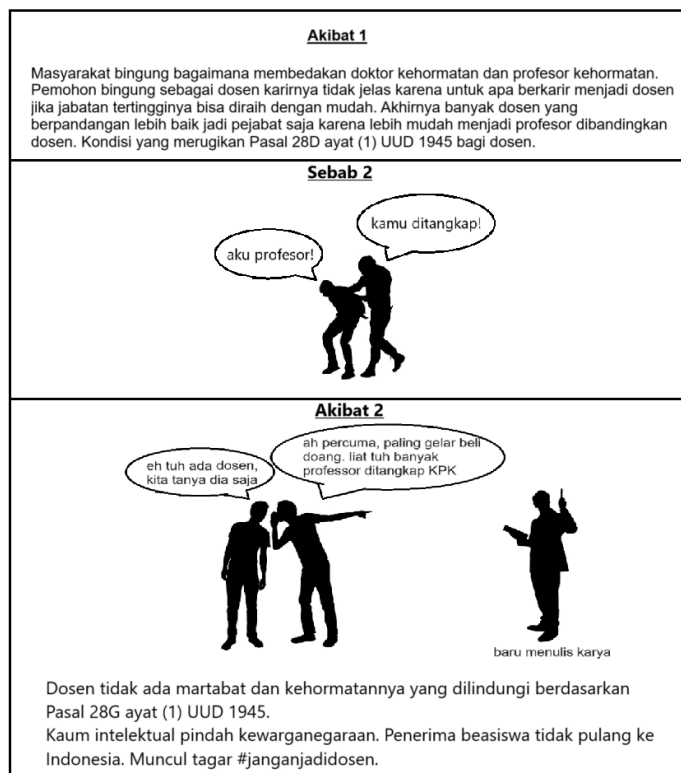 Akibat 1
Masyarakat bingung bagaimana membedakan doktor kehormatan dan profesor kehormatan.
Pemohon bingung sebagai dosen karirnya tidak jelas karena untuk apa berkarir menjadi dosen
jika jabatan tertingginya bisa diraih dengan mudah. Akhirnya banyak dosen yang
berpandangan lebih baik jadi pejabat saja karena lebih mudah menjadi profesor dibandingkan
dosen. Kondisi yang merugikan Pasal 28D ayat (1) UUD 1945 bagi dosen.
Sebab 2
kamu ditangkap!
aku profesor!
Akibat 2
eh tuh ada dosen,
kita tanya dia saja
ah percuma, paling gelar beli
doang. liat tuh banyak
professor ditangkap KPK
baru menulis karya
Dosen tidak ada martabat dan kehormatannya yang dilindungi berdasarkan
Pasal 28G ayat (1) UUD 1945.
Kaum intelektual pindah kewarganegaraan. Penerima beasiswa tidak pulang ke
Indonesia. Muncul tagar #janganjadidosen.